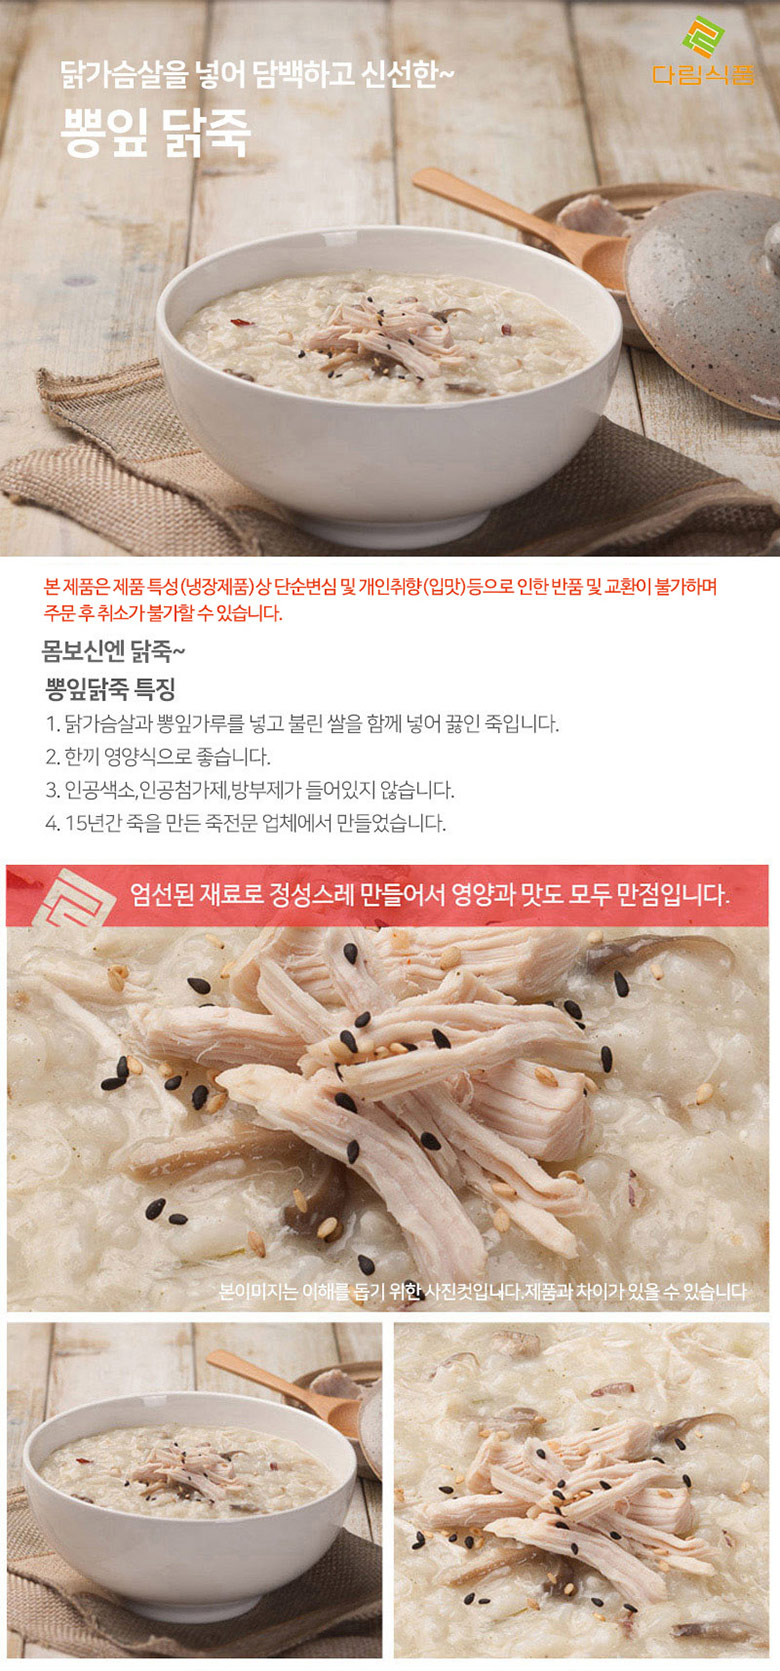 다림식품
닭가슴살을 넣어 담백하고 신선한~
뽕잎 닭죽
본 제품은 제품 특성(냉장제품)상 단순변심 및 개인취향(입맛)등으로 인한 반품 및 교환이 불가하며
주문 후 취소가 불가할 수 있습니다.
몸보신엔 닭죽~
뽕잎닭죽 특징
1. 닭가슴살과 뽕잎가루를 넣고 불린 쌀을 함께 넣어 끓인 죽입니다.
2. 한끼 영양식으로 좋습니다.
3. 인공색소,인공첨가제,방부제가 들어있지 않습니다.
4. 15년간 죽을 만든 죽전문 업체에서 만들었습니다.
엄선된 재료로 정성스레 만들어서 영양과 맛도 모두 만점입니다.
본이미지는 이해를 돕기 위한 사진컷입니다.제품과 차이가 있을 수 있습니다